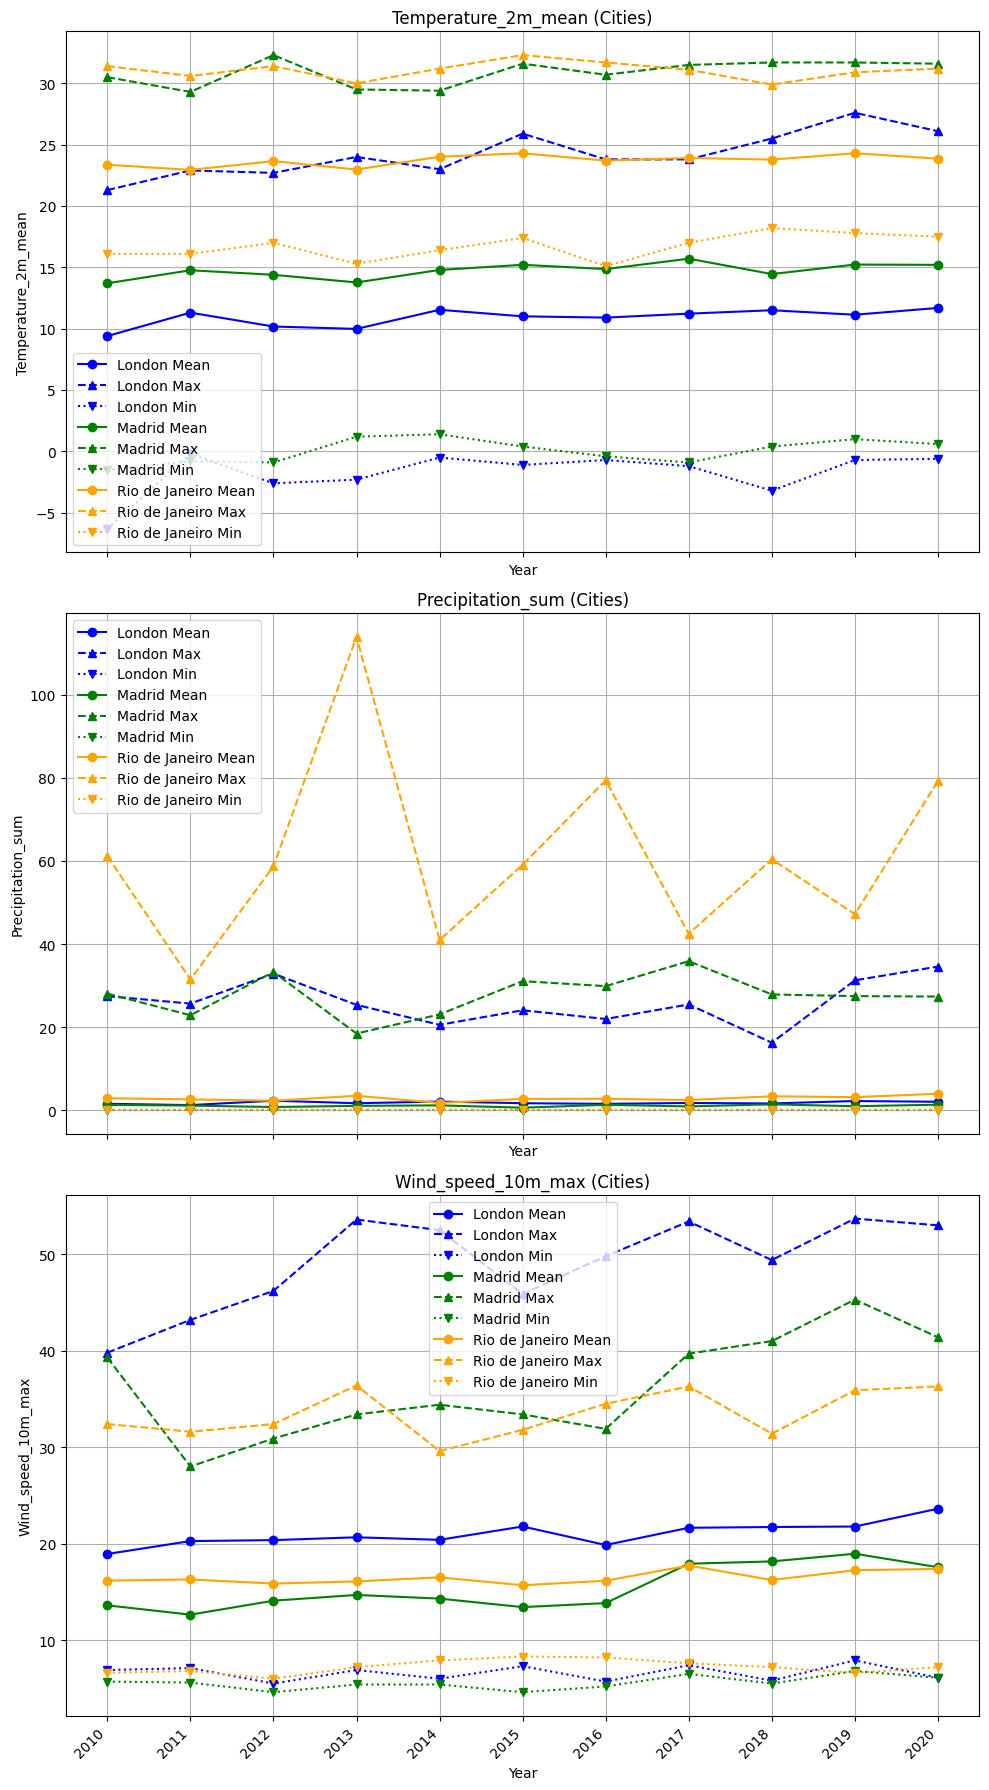 Temperature_2m_mean (Cities)
30
25
20
15
10
5
0
−5
Temperature_2m_mean
London Mean
London Max
London Min
Madrid Mean
Madrid Max
Madrid Min
Rio de Janeiro Mean
Rio de Janeiro Max
Rio de Janeiro Min
Year
Precipitation_sum (Cities)
100
80
60
40
20
0
Precipitation_sum
London Mean
London Max
London Min
Madrid Mean
Madrid Max
Madrid Min
Rio de Janeiro Mean
Rio de Janeiro Max
Rio de Janeiro Min
Year
Wind_speed_10m_max (Cities)
50
40
30
20
10
Wind_speed_10m_max
London Mean
London Max
London Min
Madrid Mean
Madrid Max
Madrid Min
Rio de Janeiro Mean
Rio de Janeiro Max
Rio de Janeiro Min
2010 2011 2012 2013 2014 2015 2016 2017 2018 2019 2020
Year